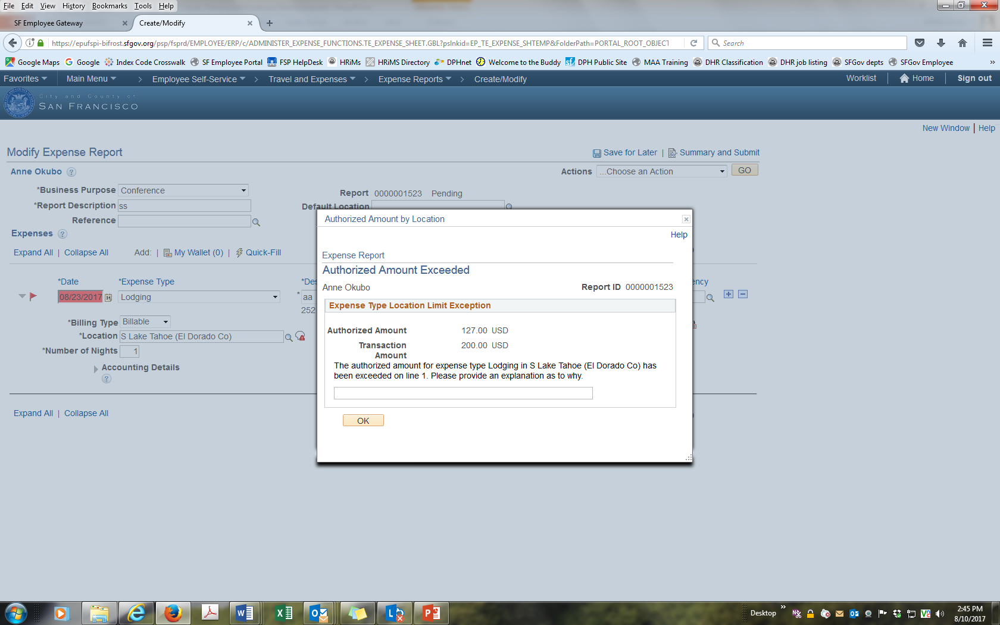 File Edit View History Bookmarks Tools Help
SF Employee Gateway
Create/Modify
https://epufspi-bifrost.sfgov.org/psp/fsprd/EMPLOYEE/ERP/c/ADMINISTER_EXPENSE_FUNCTIONS.TE_EXPENSE_SHEET.GBL?pslnkid=EP_TE_EXPENSE_SHTEMP&FolderPath=PORTAL_ROOT_OBJECT
Search
Google Maps Google Index Code Crosswalk SF Employee Portal FSP HelpDesk HRiMs HRiMS Directory DPHnet Welcome to the Buddy DPH Public Site MAA Training DHR Classification DHR job listing SFGov depts SFGov Employee »
Favorites Main Menu > Employee Self-Service > Travel and Expenses > Expense Reports > Create/Modify Worklist Home Sign out
City and County of
SAN FRANCISCO
New Window | Help
Modify Expense Report
Save for Later | Summary and Submit
Anne Okubo
Actions ...Choose an Action GO
*Business Purpose Conference
Report 0000001523 Pending
*Report Description ss
Default Location
Reference
Expenses
Expand All | Collapse All Add: | My Wallet (0) | Quick-Fill
*Date *Expense Type *Des ency
08/23/2017 31 Lodging * aa
252
*Billing Type Billable
*Location S Lake Tahoe (El Dorado Co)
*Number of Nights 1
Accounting Details
Expand All | Collapse All
Authorized Amount by Location
Help
Expense Report
Authorized Amount Exceeded
Anne Okubo Report ID 0000001523
Expense Type Location Limit Exception
Authorized Amount 127.00 USD
Transaction 200.00 USD
Amount
The authorized amount for expense type Lodging in S Lake Tahoe (El Dorado Co) has
been exceeded on line 1. Please provide an explanation as to why.
OK
Desktop »
2:45 PM
8/10/2017